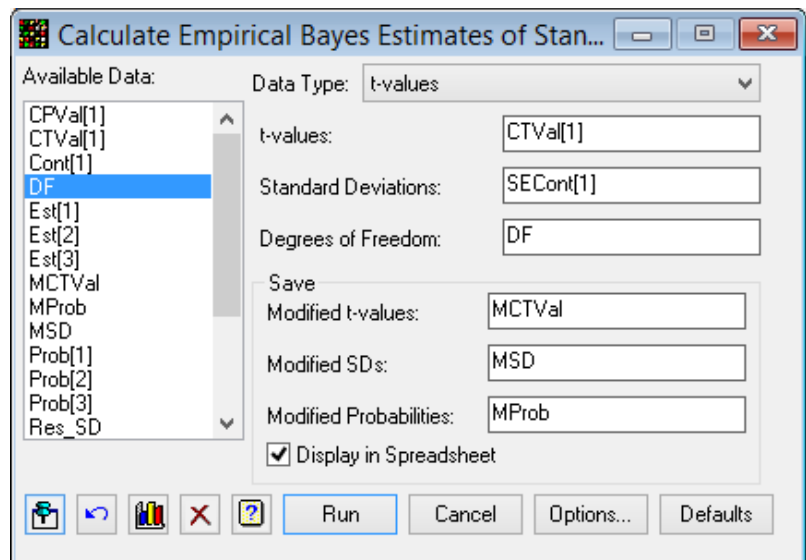 Calculate Empirical Bayes Estimates of Stan...
Available Data:
CPVal[1]
CTVal[1]
Cont[1]
DF
Est[1]
Est[2]
Est[3]
MCTVal
MProb
MSD
Prob[1]
Prob[2]
Prob[3]
Res_SD
Data Type: t-values
t-values: CTVal[1]
Standard Deviations: SECont[1]
Degrees of Freedom: DF
Save
Modified t-values: MCTVal
Modified SDs: MSD
Modified Probabilities: MProb
Display in Spreadsheet
Run Cancel Options... Defaults